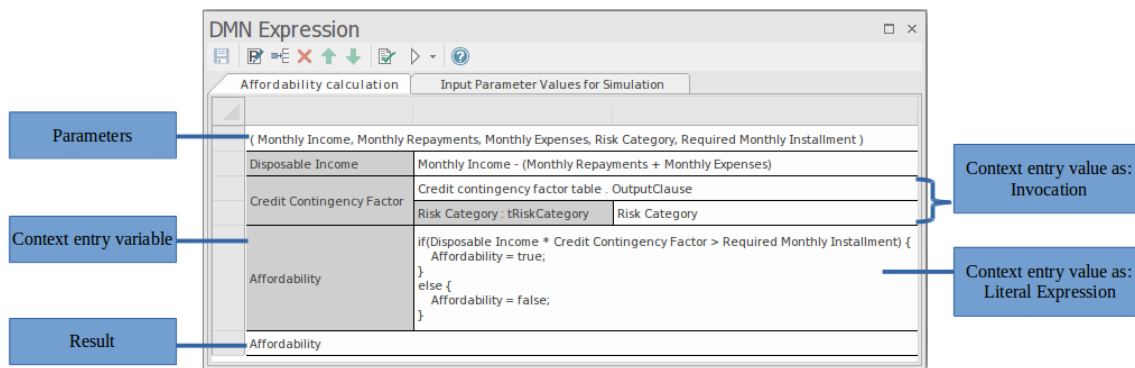 DMN Expression
Affordability calculation
Input Parameter Values for Simulation
Parameters
( Monthly Income, Monthly Repayments, Monthly Expenses, Risk Category, Required Monthly Installment )
Disposable Income
Monthly Income - (Monthly Repayments + Monthly Expenses)
Credit Contingency Factor
Credit contingency factor table . OutputClause
Risk Category : tRiskCategory
Risk Category
Context entry value as:
Invocation
Context entry variable
Affordability
if(Disposable Income * Credit Contingency Factor > Required Monthly Installment) {
Affordability = true;
}
else {
Affordability = false;
}
Context entry value as:
Literal Expression
Result
Affordability